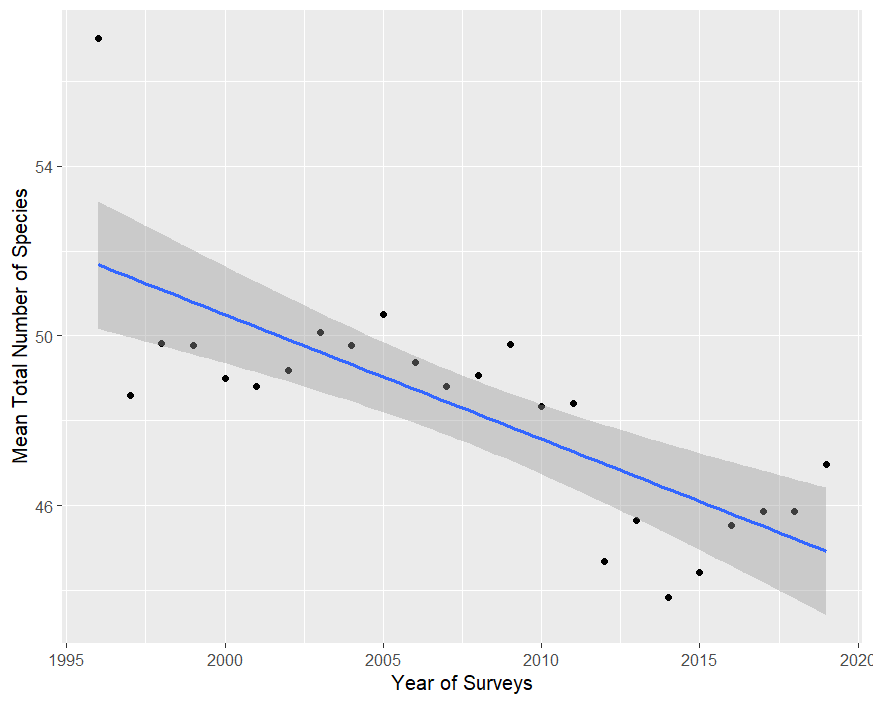 54
50
46
Mean Total Number of Species
1995 2000 2005 2010 2015 2020
Year of Surveys